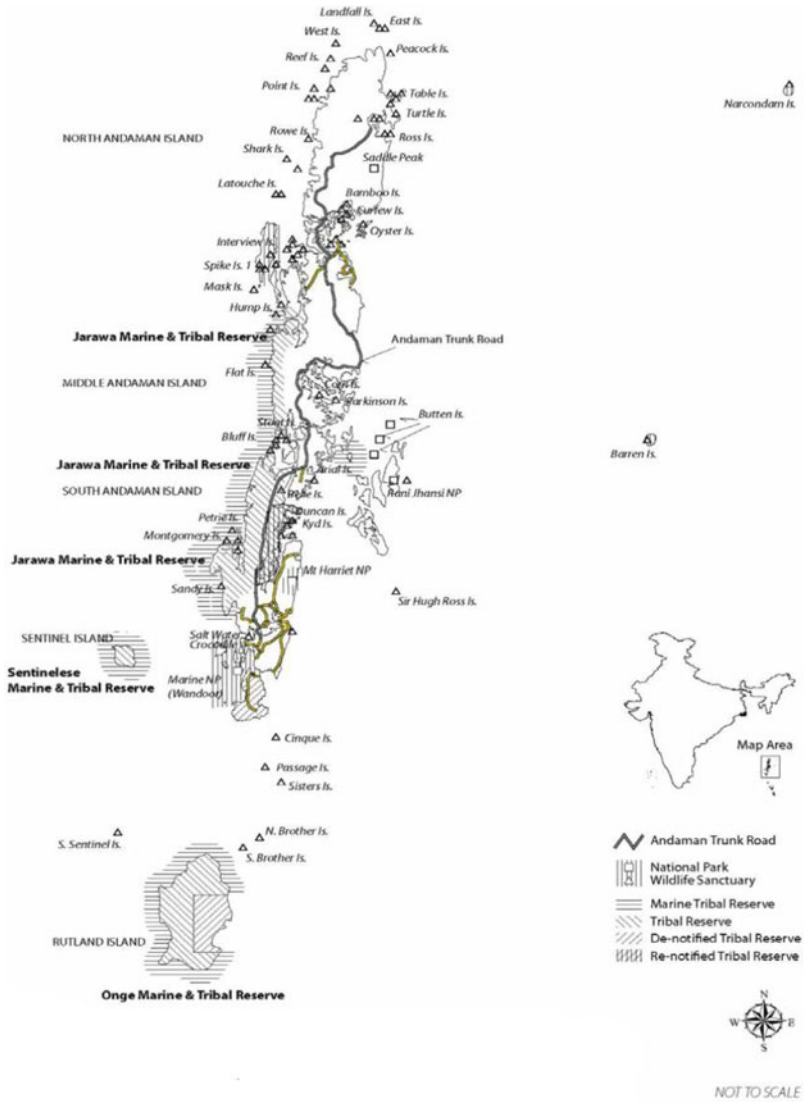 Landfall Is.
East Is.
West Is.
Peacock Is.
Reef Is.
Point Is.
Table Is.
Narcondam Is.
Turtle Is.
NORTH ANDAMAN ISLAND
Rowe Is.
Ross Is.
Shark Is.
Saddle Peak
Latouche Is.
Bamboo Is.
Curfew Is.
Oyster Is.
Interview Is.
Spike Is. 1
Mask Is.
Hump Is.
Jarawa Marine & Tribal Reserve
Andaman Trunk Road
Flat Is.
MIDDLE ANDAMAN ISLAND
Parkinson Is.
Butten Is.
Bluff Is.
Barren Is.
Jarawa Marine & Tribal Reserve
Arial Is.
SOUTH ANDAMAN ISLAND
Rani Jhansi NP
Petrie Is.
Duncan Is.
Montgomery Is.
Kyd Is.
Jarawa Marine & Tribal Reserve
Mt Harriet NP
Sandy Is.
Sir Hugh Ross Is.
SENTINEL ISLAND
Salt Water
Crocodile
Sentinelese
Marine & Tribal Reserve
Marine NP
(Wandoor)
Cinque Is.
Map Area
Passage Is.
Sisters Is.
S. Sentinel Is.
N. Brother Is.
S. Brother Is.
Andaman Trunk Road
National Park
Wildlife Sanctuary
Marine Tribal Reserve
Tribal Reserve
De-notified Tribal Reserve
Re-notified Tribal Reserve
RUTLAND ISLAND
Onge Marine & Tribal Reserve
N
W
E
S
NOT TO SCALE